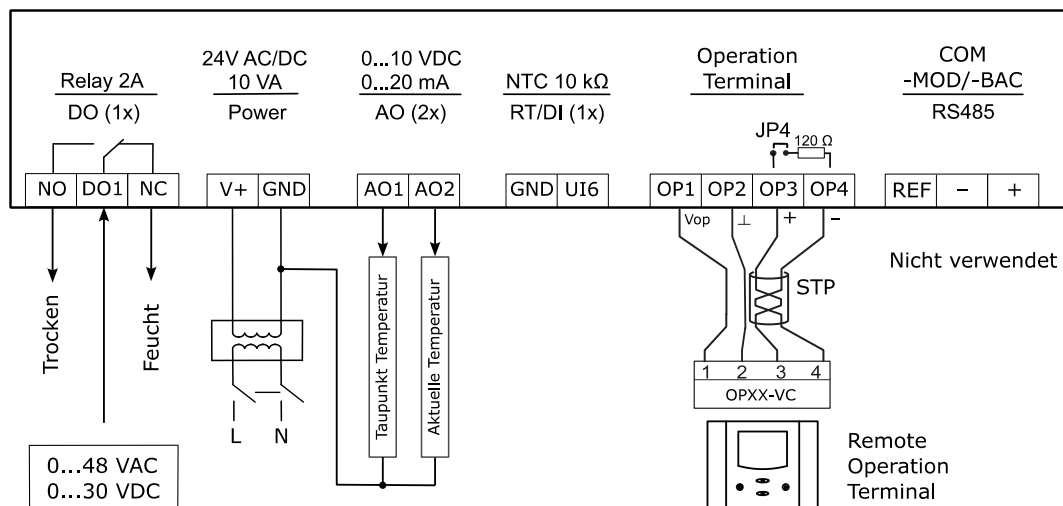 Relay 2A
DO (1x)
24V AC/DC
10 VA
Power
0...10 VDC
0...20 mA
AO (2x)
NTC 10 kΩ
RT/DI (1x)
Operation
Terminal
COM
-MOD/-BAC
RS485
JP4
120 Ω
NO DO1 NC
V+ GND
AO1 AO2
GND UI6
OP1 OP2 OP3 OP4
REF − +
Vop ⊥ + −
Nicht verwendet
Trocken
Feucht
Taupunkt Temperatur
Aktuelle Temperatur
STP
L N
1 2 3 4
OPXX-VC
0...48 VAC
0...30 VDC
Remote
Operation
Terminal